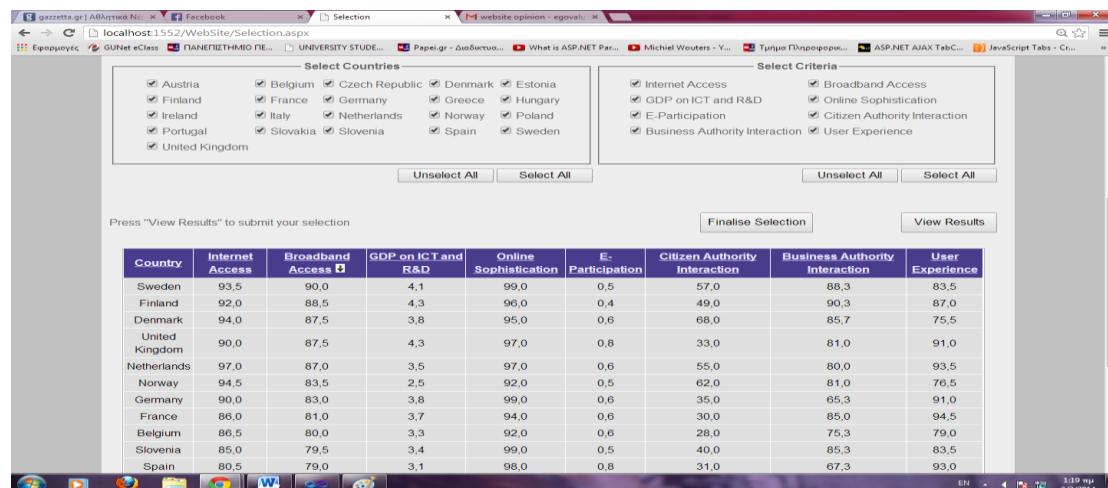 gazzetta.gr | Αθλητικά Νέ
Facebook
Selection
website opinion - egovalu
localhost:1552/WebSite/Selection.aspx
Εφαρμογές GUNet eClass ΠΑΝΕΠΙΣΤΗΜΙΟ ΠΕ... UNIVERSITY STUDE... Papei.gr - Διαδικτυα... What is ASP.NET Par... Michiel Wouters - Y... Τμήμα Πληροφορικ... ASP.NET AJAX TabC... JavaScript Tabs - Cr...
Select Countries
Austria Belgium Czech Republic Denmark Estonia
Finland France Germany Greece Hungary
Ireland Italy Netherlands Norway Poland
Portugal Slovakia Slovenia Spain Sweden
United Kingdom
Unselect All Select All
Select Criteria
Internet Access Broadband Access
GDP on ICT and R&D Online Sophistication
E-Participation Citizen Authority Interaction
Business Authority Interaction User Experience
Unselect All Select All
Press "View Results" to submit your selection
Finalise Selection View Results
Country Internet Access Broadband Access GDP on ICT and R&D Online Sophistication E-Participation Citizen Authority Interaction Business Authority Interaction User Experience
Sweden 93,5 90,0 4,1 99,0 0,5 57,0 88,3 83,5
Finland 92,0 88,5 4,3 96,0 0,4 49,0 90,3 87,0
Denmark 94,0 87,5 3,8 95,0 0,6 68,0 85,7 75,5
United Kingdom 90,0 87,5 4,3 97,0 0,8 33,0 81,0 91,0
Netherlands 97,0 87,0 3,5 97,0 0,6 55,0 80,0 93,5
Norway 94,5 83,5 2,5 92,0 0,5 62,0 81,0 76,5
Germany 90,0 83,0 3,8 99,0 0,6 35,0 65,3 91,0
France 86,0 81,0 3,7 94,0 0,6 30,0 85,0 94,5
Belgium 86,5 80,0 3,3 92,0 0,6 28,0 75,3 79,0
Slovenia 85,0 79,5 3,4 99,0 0,5 40,0 85,3 83,5
Spain 80,5 79,0 3,1 98,0 0,8 31,0 67,3 93,0
EN 1:19 πμ